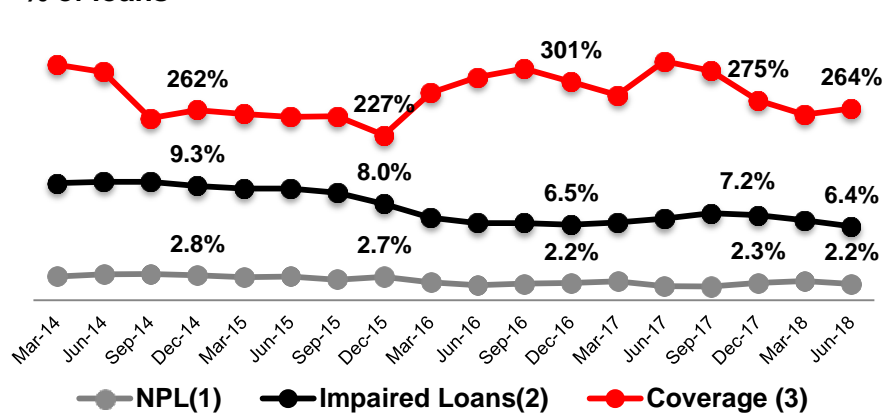 262%
227%
301%
275%
264%
9.3%
8.0%
6.5%
7.2%
6.4%
2.8%
2.7%
2.2%
2.3%
2.2%
Mar-14
Jun-14
Sep-14
Dec-14
Mar-15
Jun-15
Sep-15
Dec-15
Mar-16
Jun-16
Sep-16
Dec-16
Mar-17
Jun-17
Sep-17
Dec-17
Mar-18
Jun-18
NPL(1)
Impaired Loans(2)
Coverage (3)